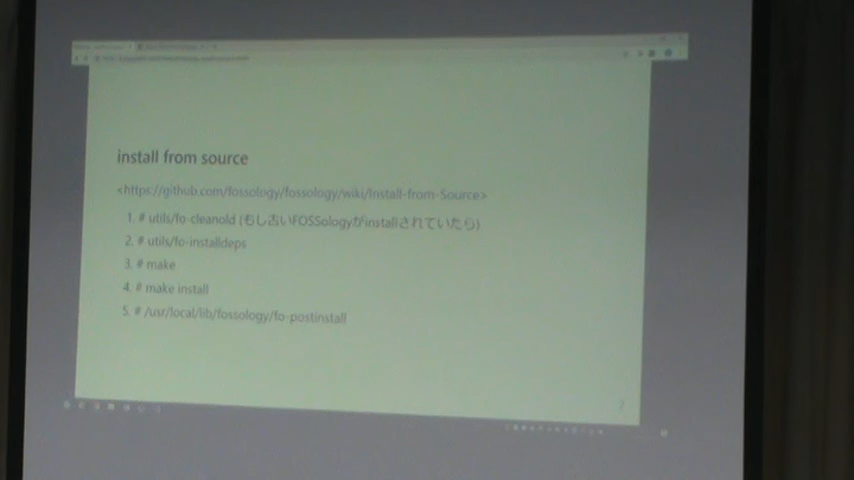 install from source
<https://github.com/fossology/fossology/wiki/Install-from-Source>
1. # utils/fo-cleanold (もし古いFOSSologyがinstallされていたら)
2. # utils/fo-installdeps
3. # make
4. # make install
5. # /usr/local/lib/fossology/fo-postinstall